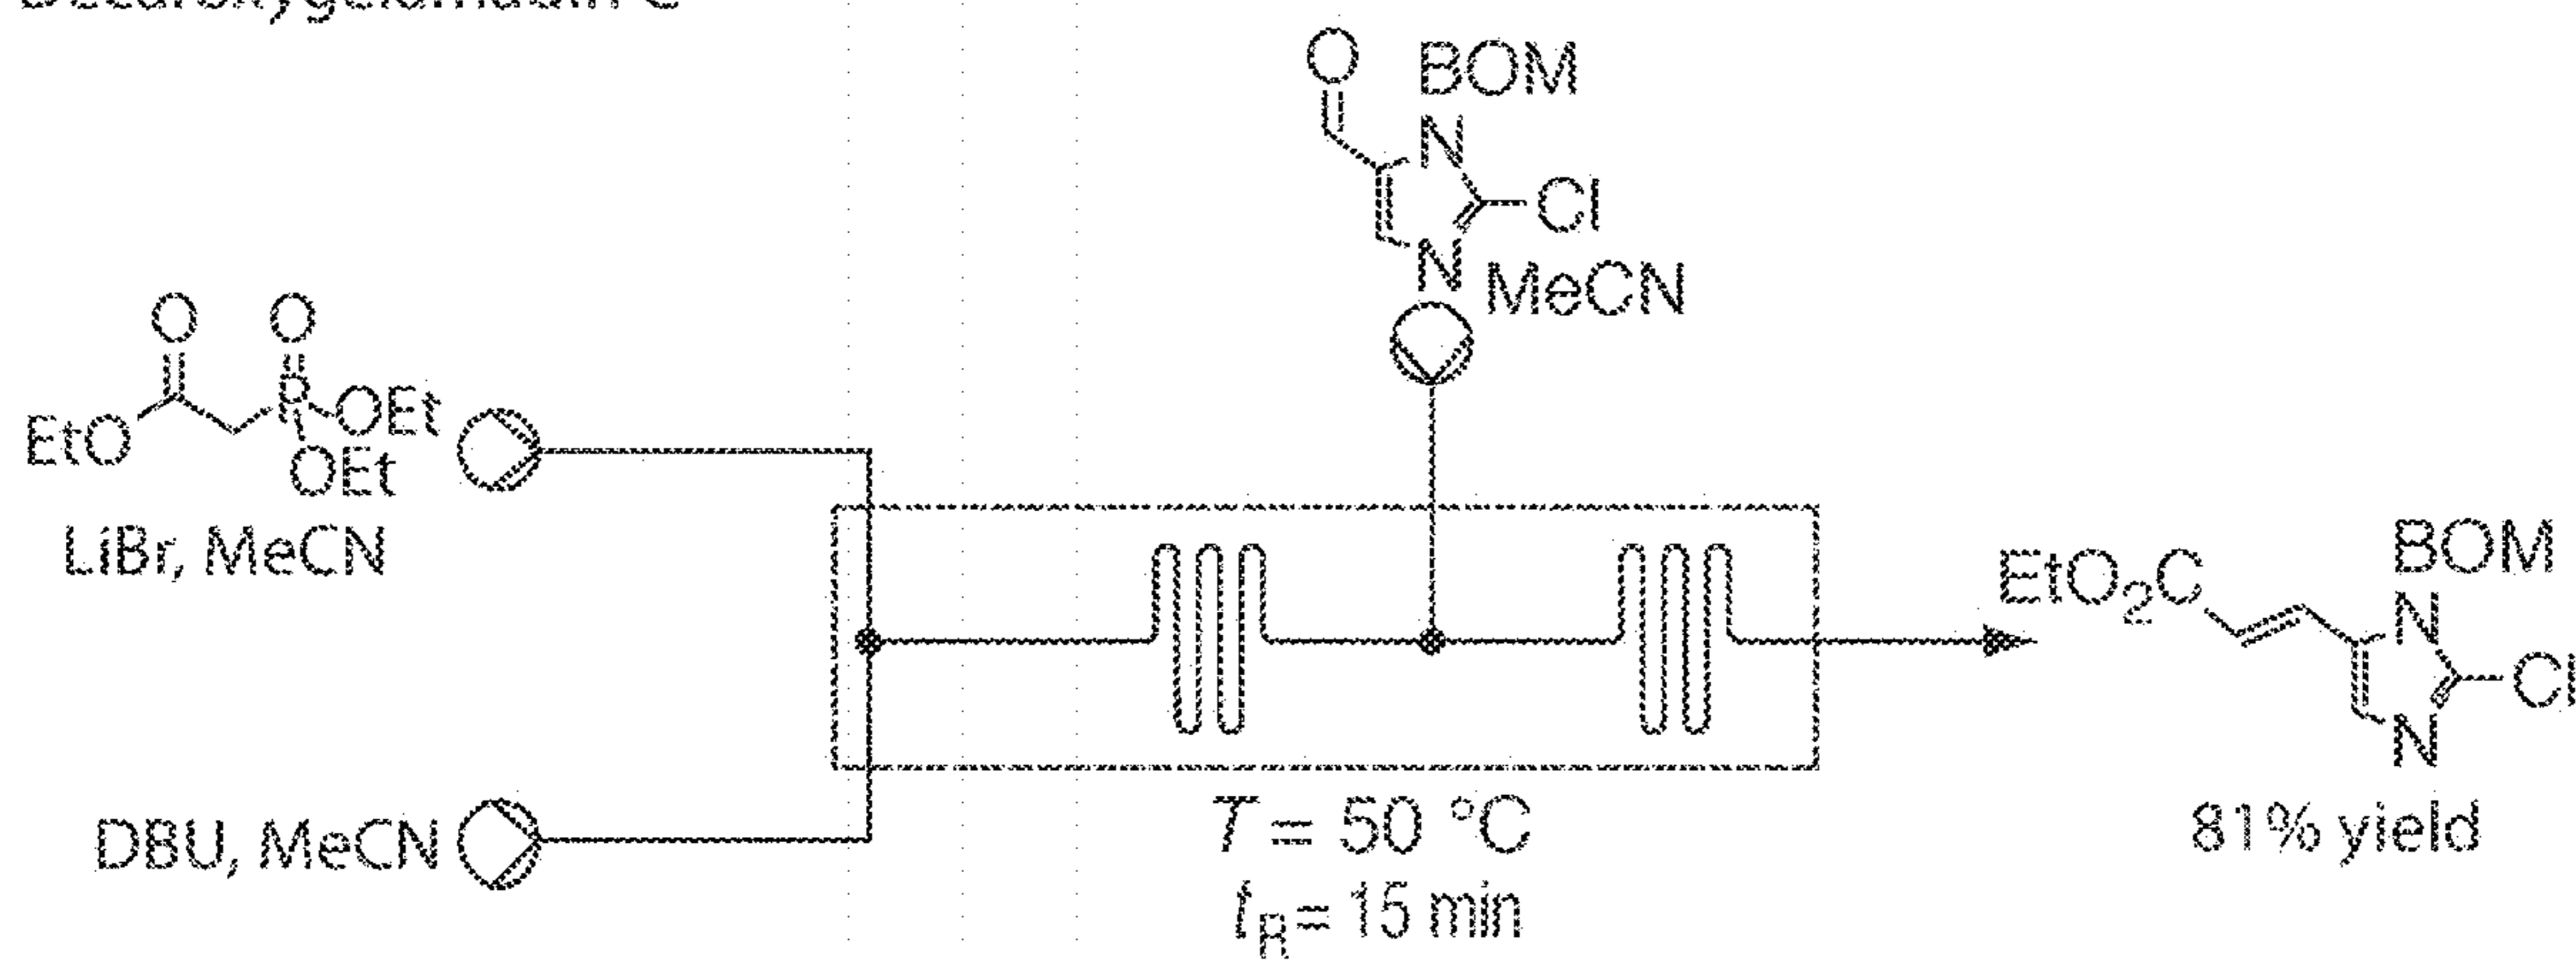 O
BOM
N
Cl
N
MeCN
O
O
EtO
P
OEt
OEt
LiBr, MeCN
EtO2C
BOM
N
Cl
N
DBU, MeCN
T = 50 °C
81% yield
tR = 15 min